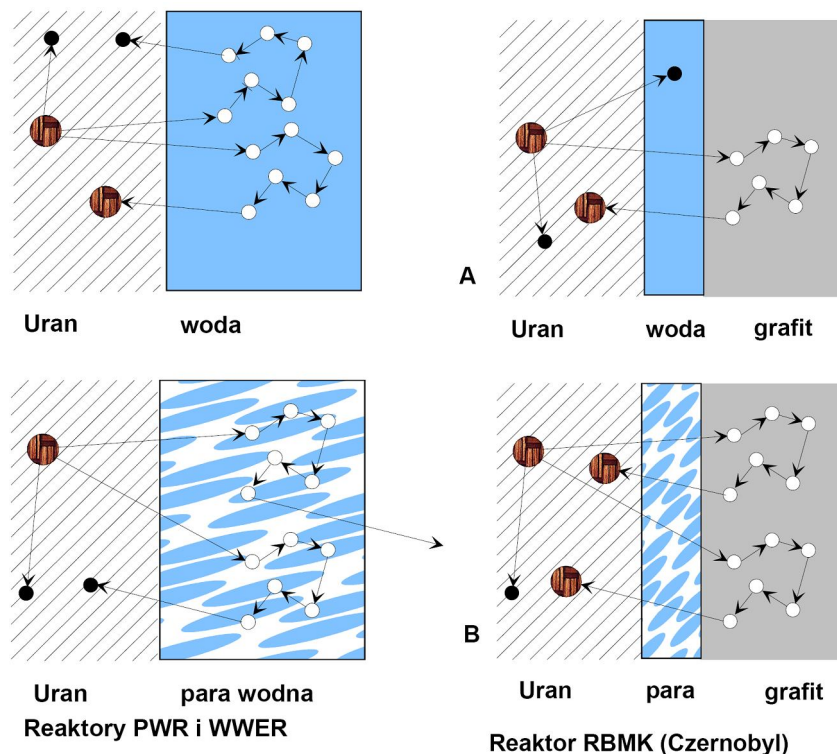 A
Uran woda
Uran woda grafit
B
Uran para wodna
Reaktory PWR i WWER
Uran para grafit
Reaktor RBMK (Czernobyl)